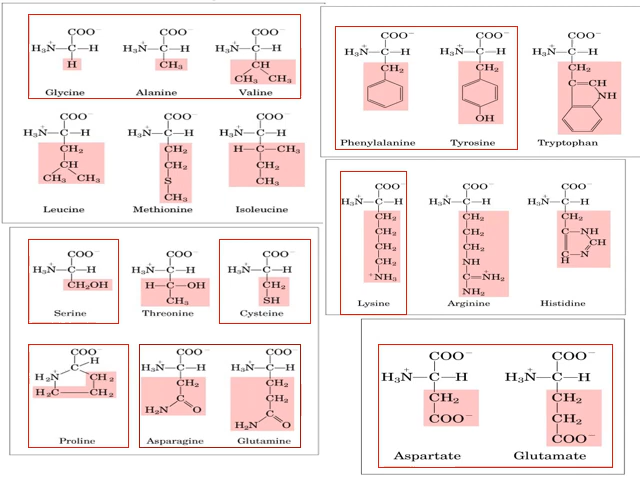 COO⁻ COO⁻ COO⁻
H₃N⁺—C—H H₃N⁺—C—H H₃N⁺—C—H
H CH₃ CH
CH₃ CH₃
Glycine Alanine Valine
COO⁻ COO⁻ COO⁻
H₃N⁺—C—H H₃N⁺—C—H H₃N⁺—C—H
CH₂ CH₂ H—C—CH₃
CH CH₂ CH₂
CH₃ CH₃ S CH₃
CH₃
Leucine Methionine Isoleucine
COO⁻ COO⁻ COO⁻
H₃N⁺—C—H H₃N⁺—C—H H₃N⁺—C—H
CH₂ CH₂ CH₂
C=CH
NH
OH
Phenylalanine Tyrosine Tryptophan
COO⁻ COO⁻ COO⁻
H₃N⁺—C—H H₃N⁺—C—H H₃N⁺—C—H
CH₂ CH₂ CH₂
CH₂ CH₂ C—NH
CH₂ CH₂ CH
CH₂ NH C—N
⁺NH₃ C=⁺NH₂ H
NH₂
Lysine Arginine Histidine
COO⁻ COO⁻ COO⁻
H₃N⁺—C—H H₃N⁺—C—H H₃N⁺—C—H
CH₂OH H—C—OH CH₂
CH₃ SH
Serine Threonine Cysteine
COO⁻ COO⁻ COO⁻
C H H₃N⁺—C—H H₃N⁺—C—H
H₂N⁺ CH₂ CH₂ CH₂
H₂C—CH₂ C CH₂
H₂N O C
H₂N O
Proline Asparagine Glutamine
COO⁻ COO⁻
H₃N⁺—C—H H₃N⁺—C—H
CH₂ CH₂
COO⁻ CH₂
COO⁻
Aspartate Glutamate